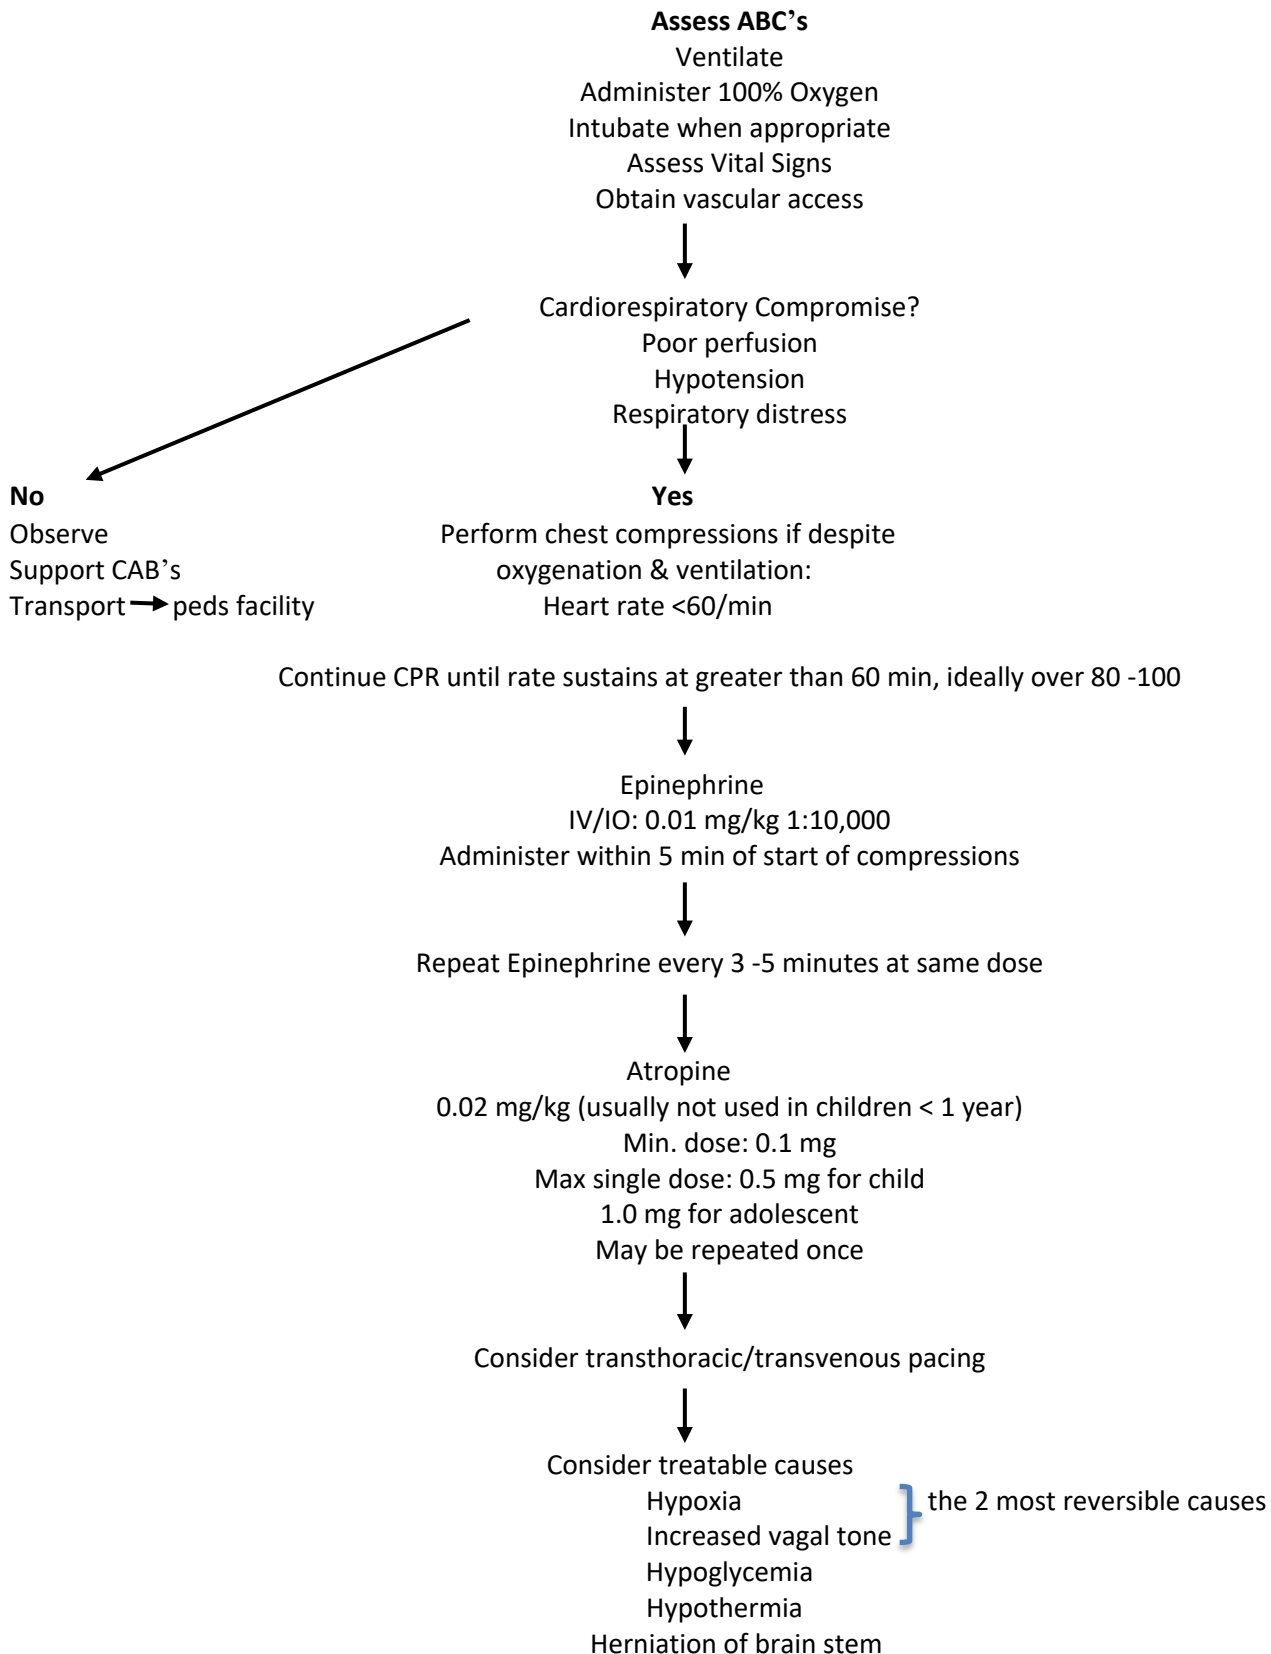 Assess ABC’s
Ventilate
Administer 100% Oxygen
Intubate when appropriate
Assess Vital Signs
Obtain vascular access
Cardiorespiratory Compromise?
Poor perfusion
Hypotension
Respiratory distress
No
Observe
Support CAB’s
Transport peds facility
Yes
Perform chest compressions if despite
oxygenation & ventilation:
Heart rate <60/min
Continue CPR until rate sustains at greater than 60 min, ideally over 80 -100
Epinephrine
IV/IO: 0.01 mg/kg 1:10,000
Administer within 5 min of start of compressions
Repeat Epinephrine every 3 -5 minutes at same dose
Atropine
0.02 mg/kg (usually not used in children < 1 year)
Min. dose: 0.1 mg
Max single dose: 0.5 mg for child
1.0 mg for adolescent
May be repeated once
Consider transthoracic/transvenous pacing
Consider treatable causes
Hypoxia
Increased vagal tone
the 2 most reversible causes
Hypoglycemia
Hypothermia
Herniation of brain stem